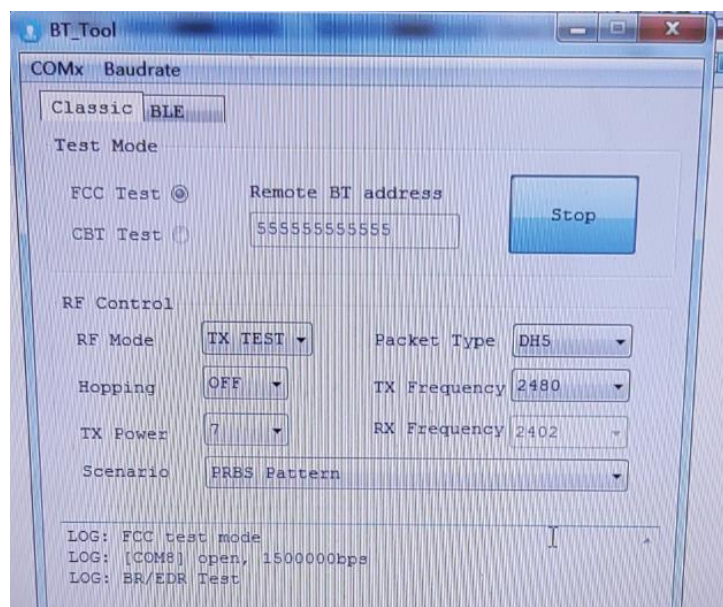 BT_Tool
COMx Baudrate
Classic BLE
Test Mode
FCC Test Remote BT address
CBT Test 555555555555 Stop
RF Control
RF Mode TX TEST Packet Type DH5
Hopping OFF TX Frequency 2480
TX Power 7 RX Frequency 2402
Scenario PRBS Pattern
LOG: FCC test mode
LOG: [COM8] open, 1500000bps
LOG: BR/EDR Test